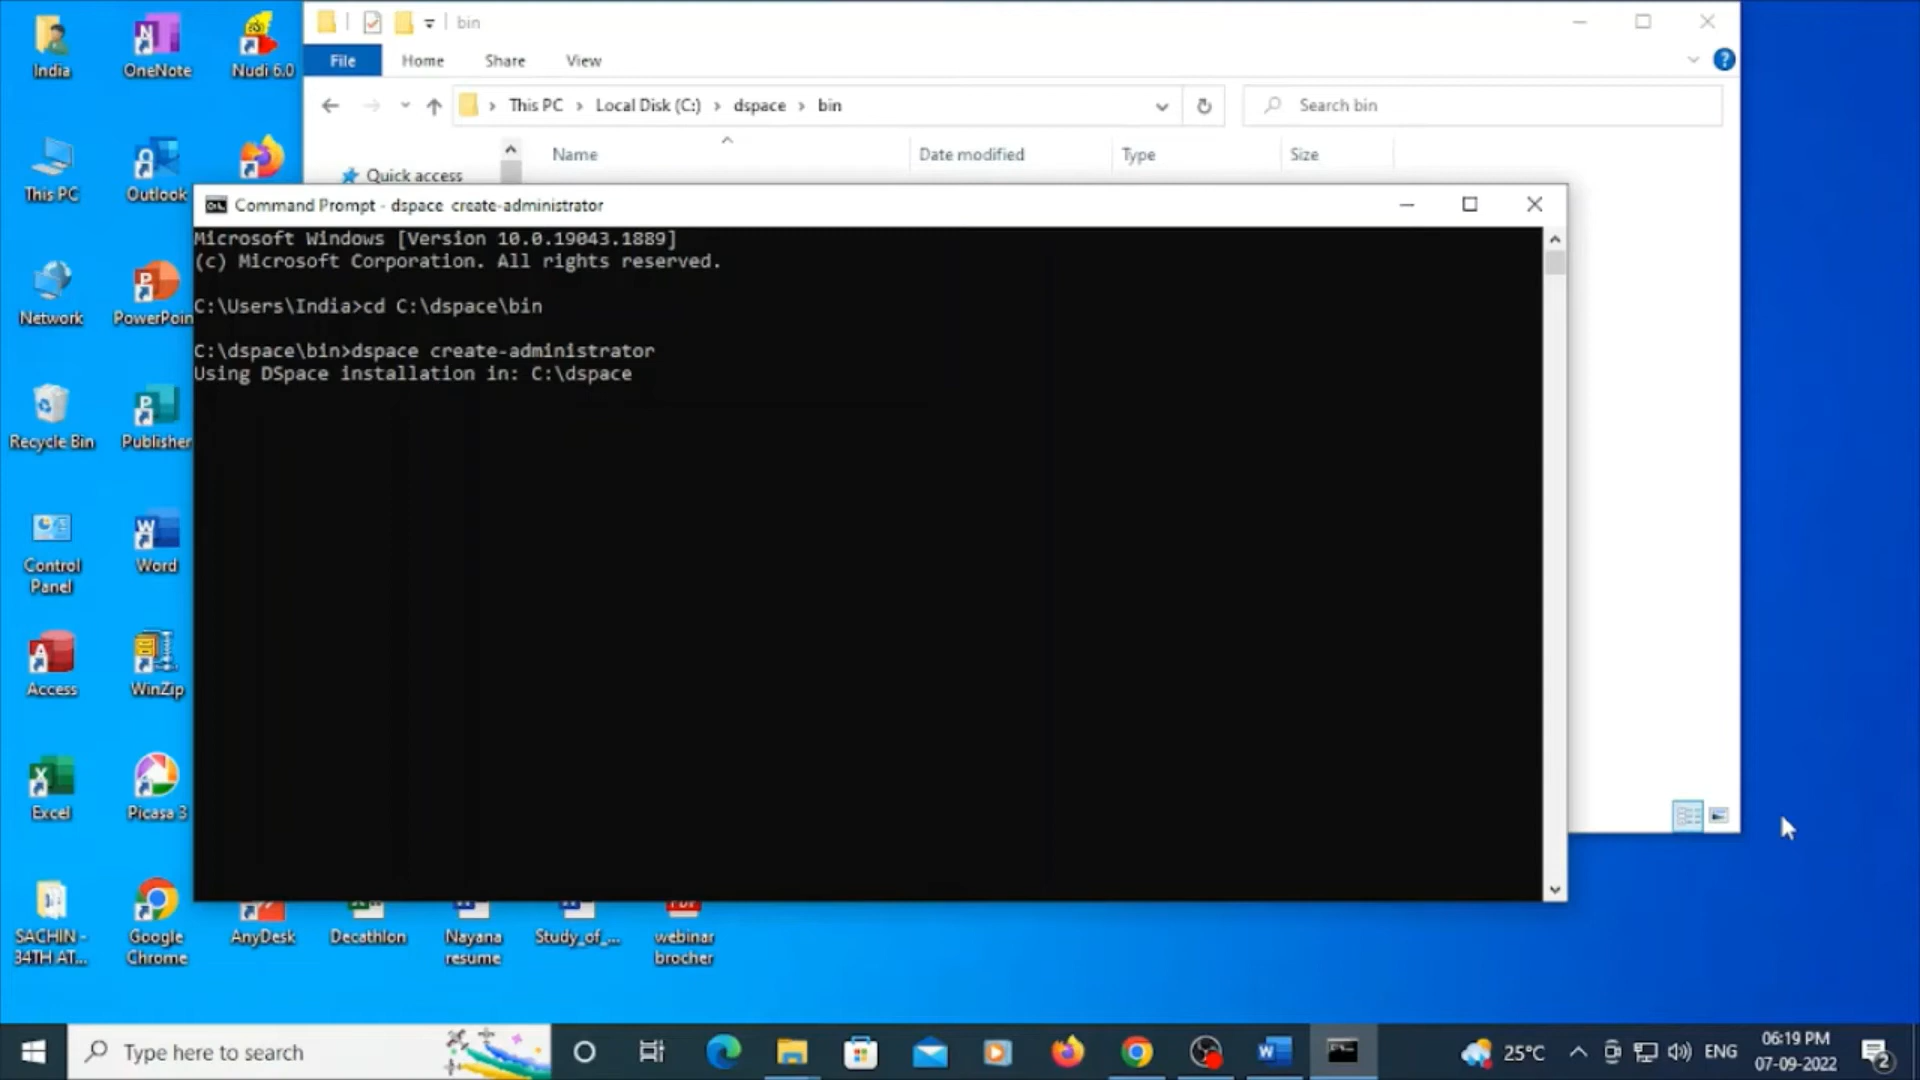 bin
File
Home
Share
View
This PC
Local Disk (C:)
dspace
bin
Search bin
Name
Date modified
Type
Size
Quick access
Command Prompt - dspace create-administrator
Microsoft Windows [Version 10.0.19043.1889]
(c) Microsoft Corporation. All rights reserved.
C:\Users\India>cd C:\dspace\bin
C:\dspace\bin>dspace create-administrator
Using DSpace installation in: C:\dspace
India
OneNote
Nudi 6.0
This PC
Outlook
Network
PowerPoin
Recycle Bin
Publisher
Control
Panel
Word
Access
WinZip
Excel
Picasa 3
SACHIN -
34TH AT...
Google
Chrome
AnyDesk
Decathlon
Nayana
resume
Study_of_...
webinar
brocher
Type here to search
25°C
ENG
06:19 PM
07-09-2022
2